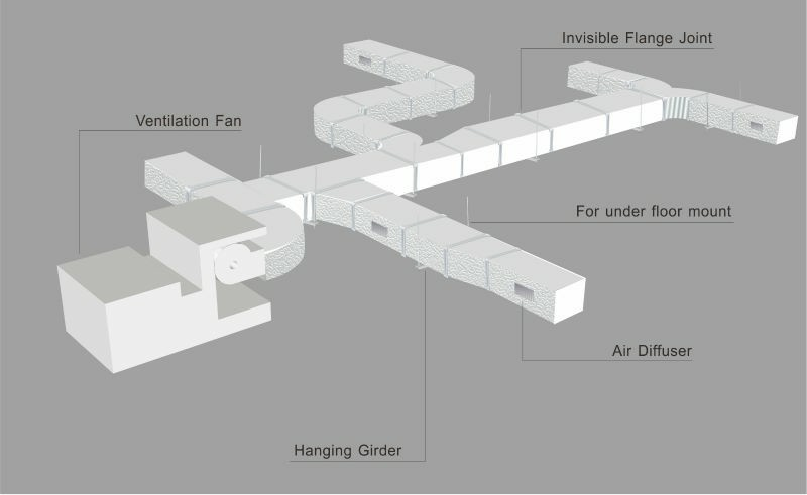 Invisible Flange Joint
Ventilation Fan
For under floor mount
Air Diffuser
Hanging Girder